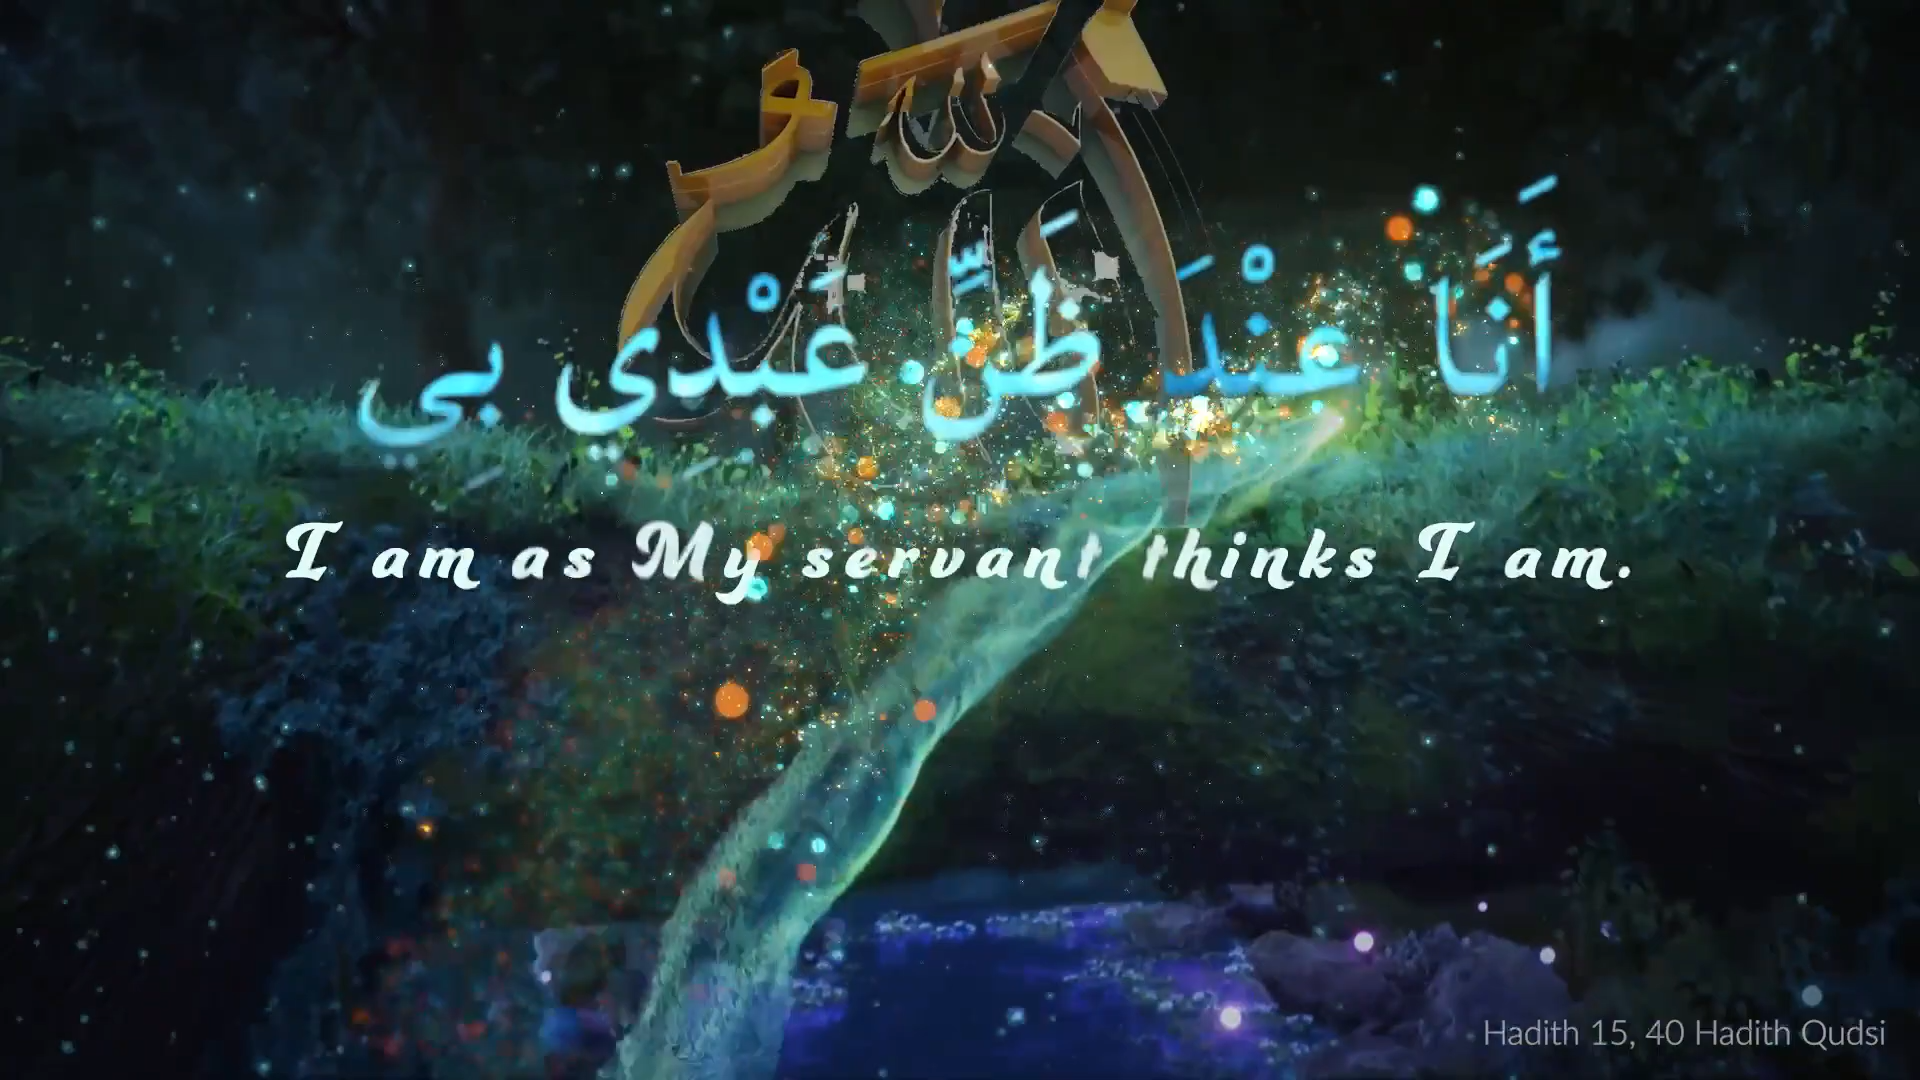 أَنَا عِنْدَ ظَنِّ عَبْدِي بِي
I am as My servant thinks I am.
Hadith 15, 40 Hadith Qudsi